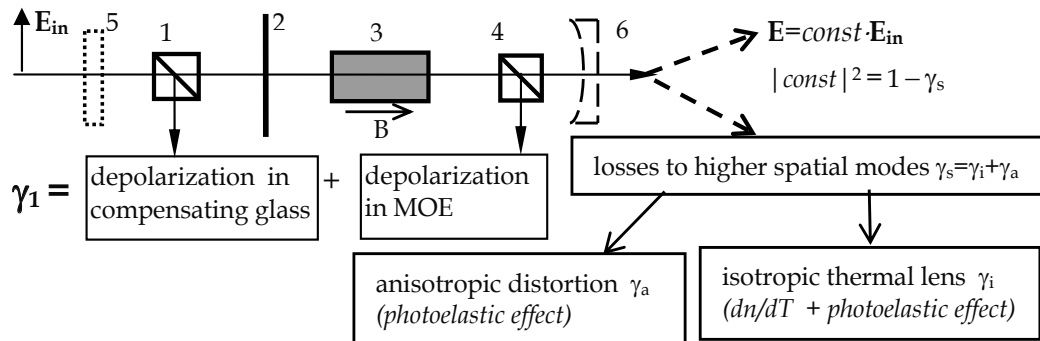 E_in 5 1 2 3 4 6 E=const·E_in
|const|² = 1 − γ_s
B
γ₁ = depolarization in compensating glass + depolarization in MOE
losses to higher spatial modes γ_s=γ_i+γ_a
anisotropic distortion γ_a
(photoelastic effect)
isotropic thermal lens γ_i
(dn/dT + photoelastic effect)